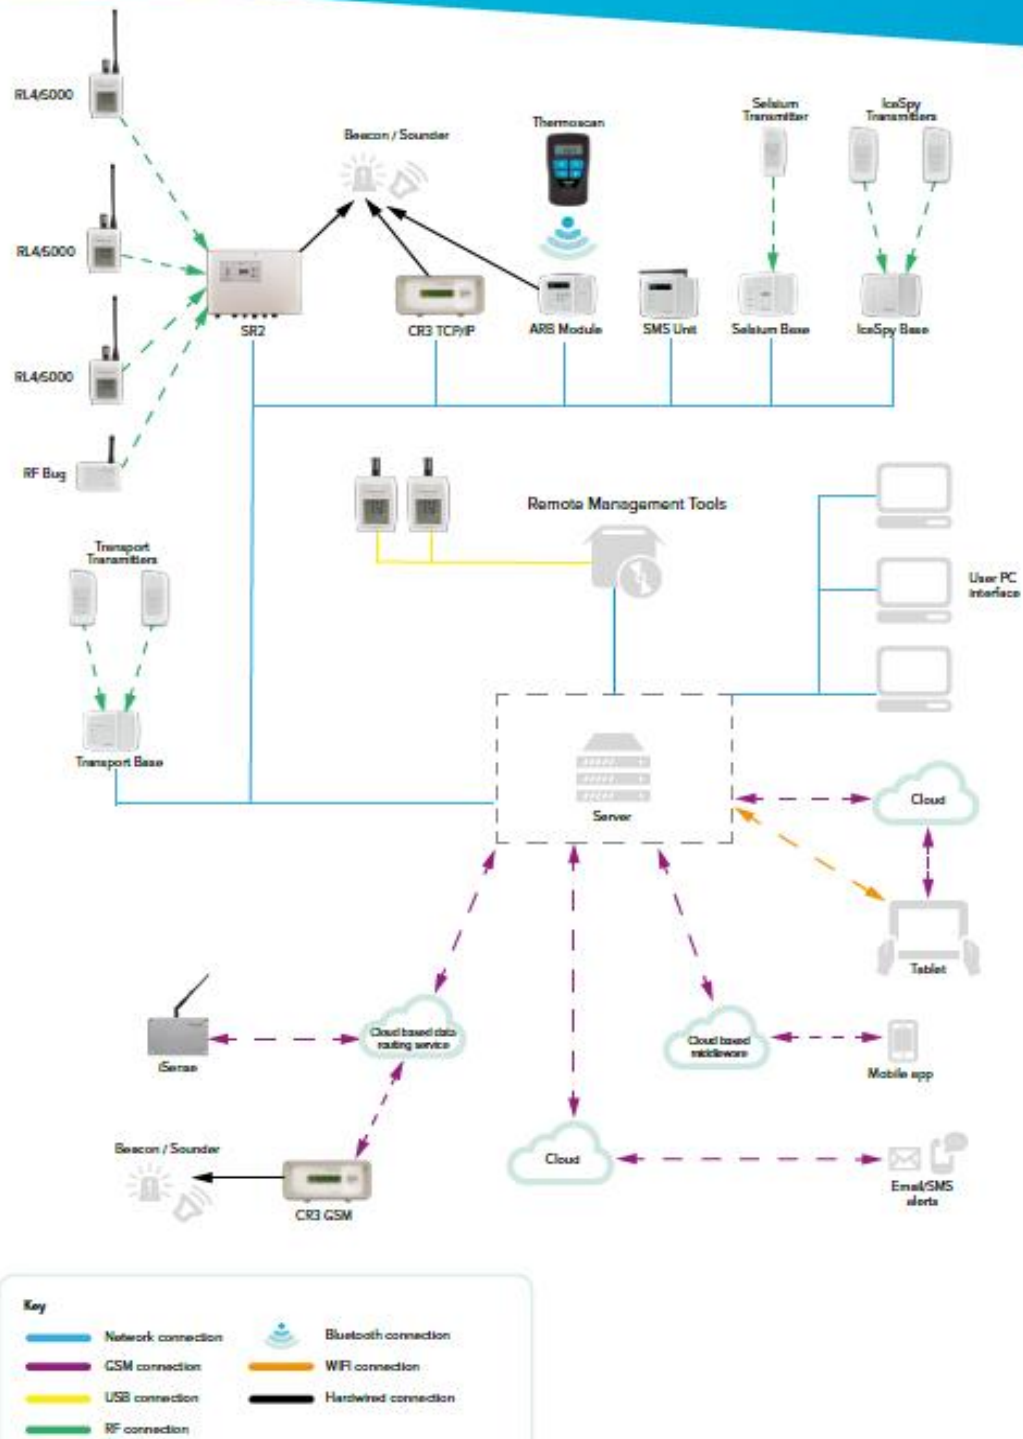 RL4/5000
Beacon / Sounder
Thermoscan
Selsium
Transmitter
IceSpy
Transmitters
RL4/5000
SR2
CR3 TCP/IP
ARB Module
SMS Unit
Selsium Base
IceSpy Base
RL4/5000
RF Bug
Remote Management Tools
Transport
Transmitters
User PC
interface
Transport Base
Server
Cloud
Tablet
Cloud based data
routing service
Cloud based
middleware
iSense
Mobile app
Beacon / Sounder
Cloud
Email/SMS
alerts
CR3 GSM
Key
Network connection
Bluetooth connection
GSM connection
WIFI connection
USB connection
Hardwired connection
RF connection